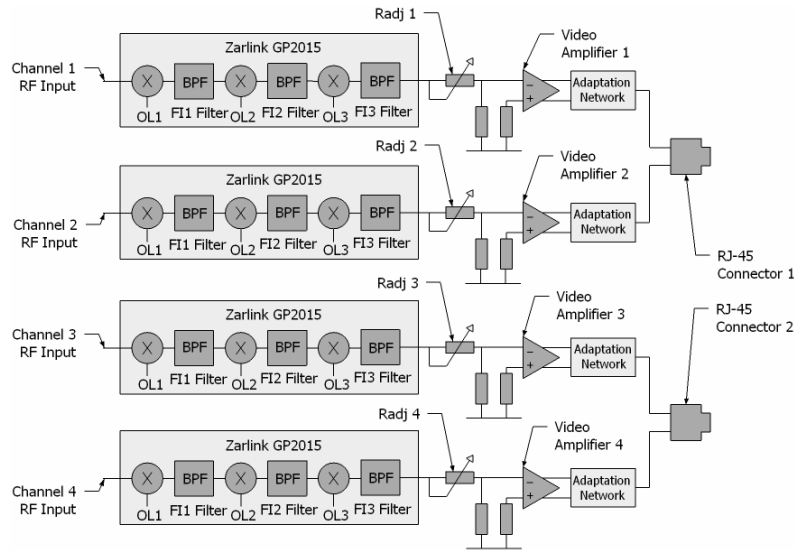 Radj 1
Zarlink GP2015
Video
Amplifier 1
Channel 1
RF Input
X
BPF
X
BPF
X
BPF
−
+
Adaptation
Network
OL1
FI1 Filter
OL2
FI2 Filter
OL3
FI3 Filter
Radj 2
Zarlink GP2015
Video
Amplifier 2
Channel 2
RF Input
X
BPF
X
BPF
X
BPF
−
+
Adaptation
Network
OL1
FI1 Filter
OL2
FI2 Filter
OL3
FI3 Filter
RJ-45
Connector 1
Radj 3
Zarlink GP2015
Video
Amplifier 3
RJ-45
Connector 2
Channel 3
RF Input
X
BPF
X
BPF
X
BPF
−
+
Adaptation
Network
OL1
FI1 Filter
OL2
FI2 Filter
OL3
FI3 Filter
Radj 4
Zarlink GP2015
Video
Amplifier 4
Channel 4
RF Input
X
BPF
X
BPF
X
BPF
−
+
Adaptation
Network
OL1
FI1 Filter
OL2
FI2 Filter
OL3
FI3 Filter